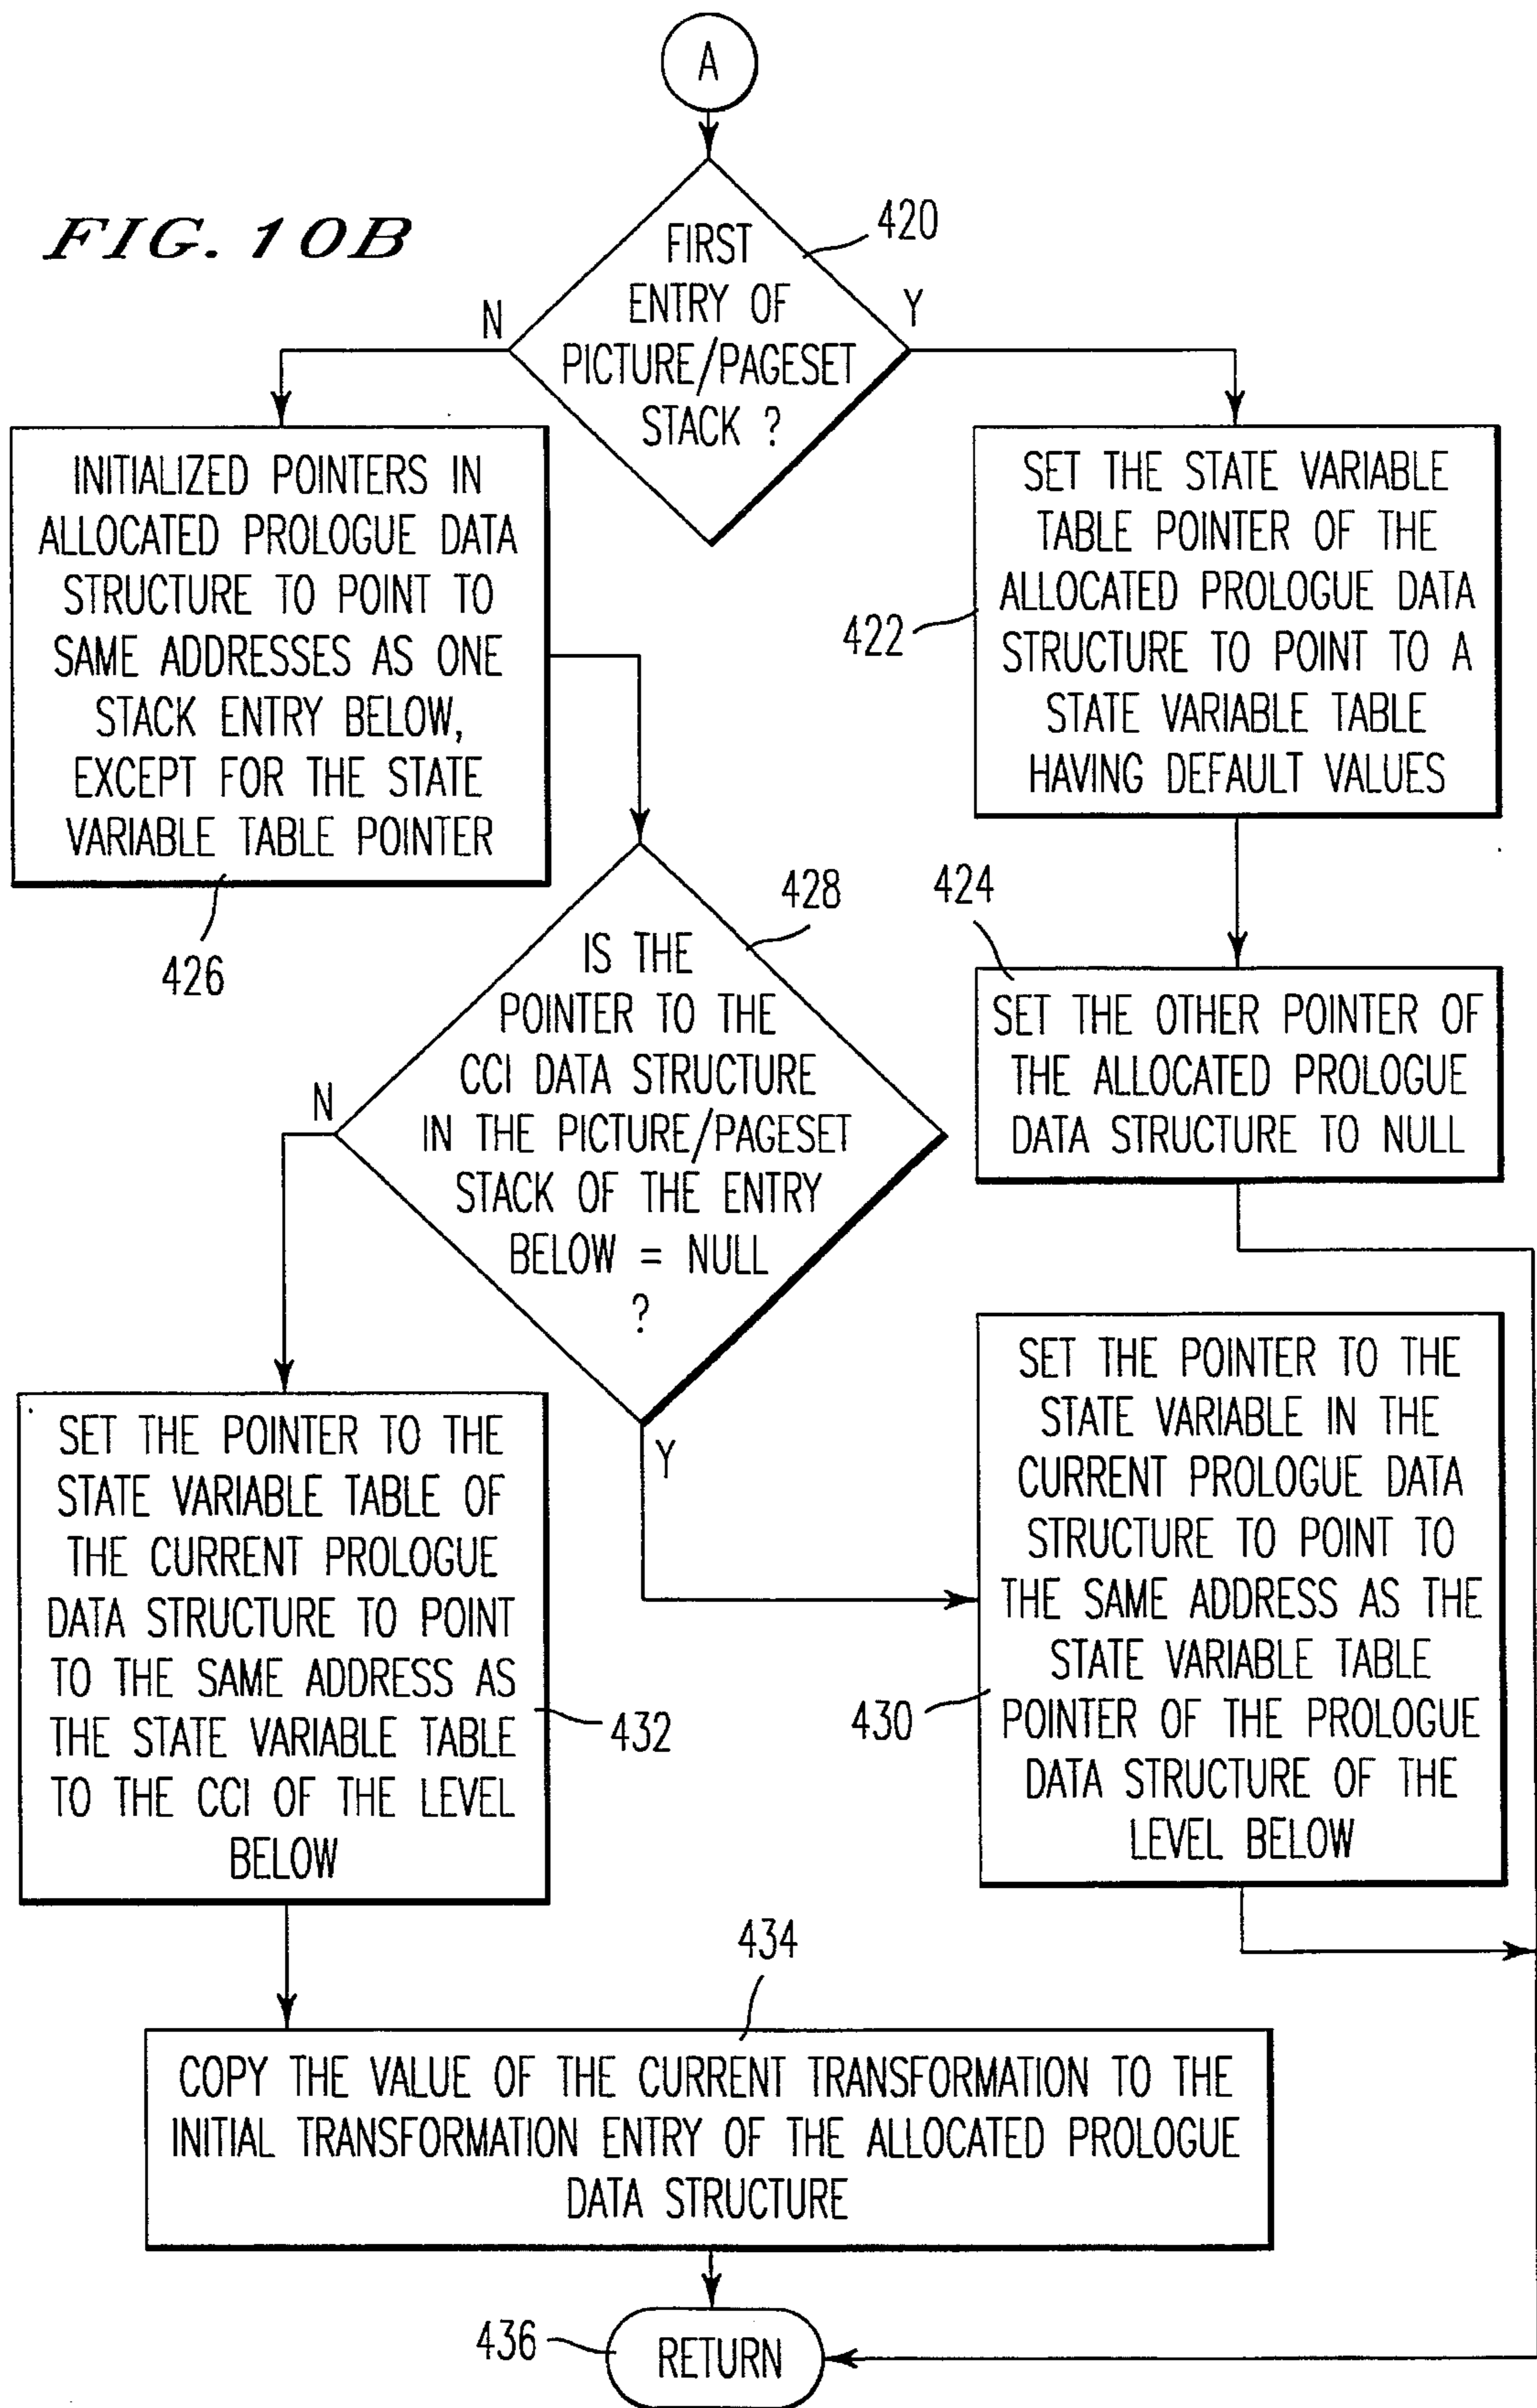 A
FIG. 10B
420
FIRST
ENTRY OF
PICTURE/PAGESET
STACK ?
N
Y
INITIALIZED POINTERS IN
ALLOCATED PROLOGUE DATA
STRUCTURE TO POINT TO
SAME ADDRESSES AS ONE
STACK ENTRY BELOW,
EXCEPT FOR THE STATE
VARIABLE TABLE POINTER
426
SET THE STATE VARIABLE
TABLE POINTER OF THE
ALLOCATED PROLOGUE DATA
STRUCTURE TO POINT TO A
STATE VARIABLE TABLE
HAVING DEFAULT VALUES
422
424
SET THE OTHER POINTER OF
THE ALLOCATED PROLOGUE
DATA STRUCTURE TO NULL
428
IS THE
POINTER TO THE
CCI DATA STRUCTURE
IN THE PICTURE/PAGESET
STACK OF THE ENTRY
BELOW = NULL
?
N
Y
SET THE POINTER TO THE
STATE VARIABLE TABLE OF
THE CURRENT PROLOGUE
DATA STRUCTURE TO POINT
TO THE SAME ADDRESS AS
THE STATE VARIABLE TABLE
TO THE CCI OF THE LEVEL
BELOW
432
SET THE POINTER TO THE
STATE VARIABLE IN THE
CURRENT PROLOGUE DATA
STRUCTURE TO POINT TO
THE SAME ADDRESS AS THE
STATE VARIABLE TABLE
POINTER OF THE PROLOGUE
DATA STRUCTURE OF THE
LEVEL BELOW
430
434
COPY THE VALUE OF THE CURRENT TRANSFORMATION TO THE
INITIAL TRANSFORMATION ENTRY OF THE ALLOCATED PROLOGUE
DATA STRUCTURE
436
RETURN